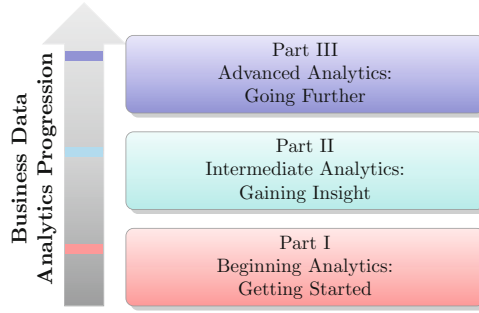 Business Data
Analytics Progression
Part III
Advanced Analytics:
Going Further
Part II
Intermediate Analytics:
Gaining Insight
Part I
Beginning Analytics:
Getting Started